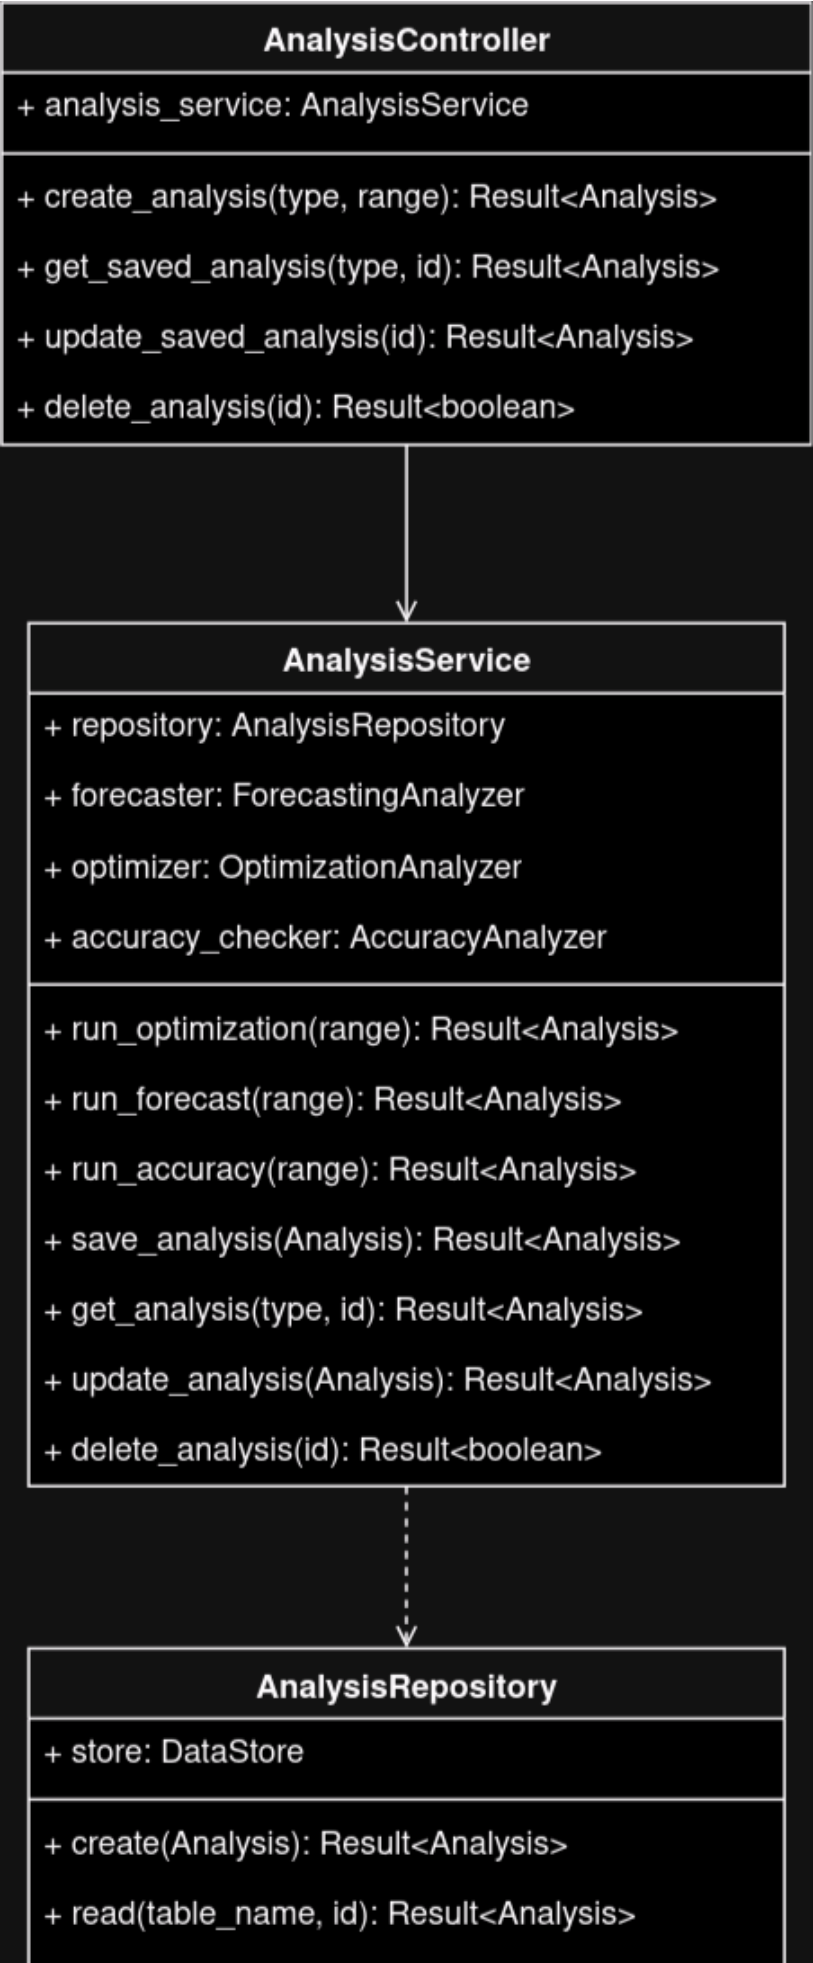 AnalysisController
+ analysis_service: AnalysisService
+ create_analysis(type, range): Result<Analysis>
+ get_saved_analysis(type, id): Result<Analysis>
+ update_saved_analysis(id): Result<Analysis>
+ delete_analysis(id): Result<boolean>
AnalysisService
+ repository: AnalysisRepository
+ forecaster: ForecastingAnalyzer
+ optimizer: OptimizationAnalyzer
+ accuracy_checker: AccuracyAnalyzer
+ run_optimization(range): Result<Analysis>
+ run_forecast(range): Result<Analysis>
+ run_accuracy(range): Result<Analysis>
+ save_analysis(Analysis): Result<Analysis>
+ get_analysis(type, id): Result<Analysis>
+ update_analysis(Analysis): Result<Analysis>
+ delete_analysis(id): Result<boolean>
AnalysisRepository
+ store: DataStore
+ create(Analysis): Result<Analysis>
+ read(table_name, id): Result<Analysis>